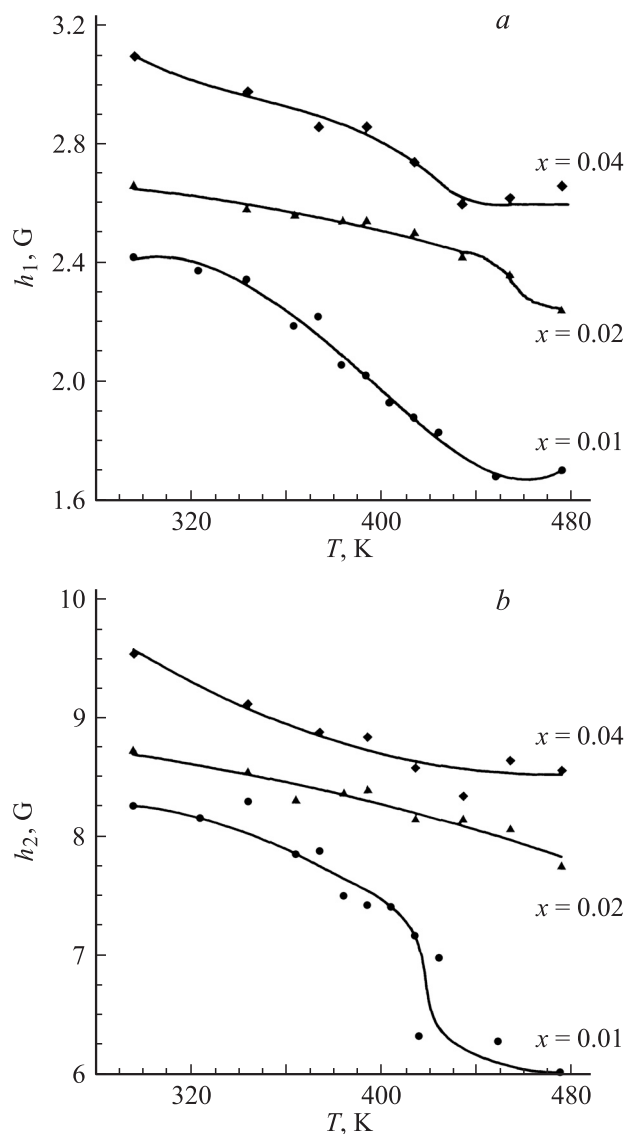 a
3.2
2.8
2.4
2.0
1.6
h₁, G
x = 0.04
x = 0.02
x = 0.01
320 400 480
T, K
b
10
9
8
7
6
h₂, G
x = 0.04
x = 0.02
x = 0.01
320 400 480
T, K